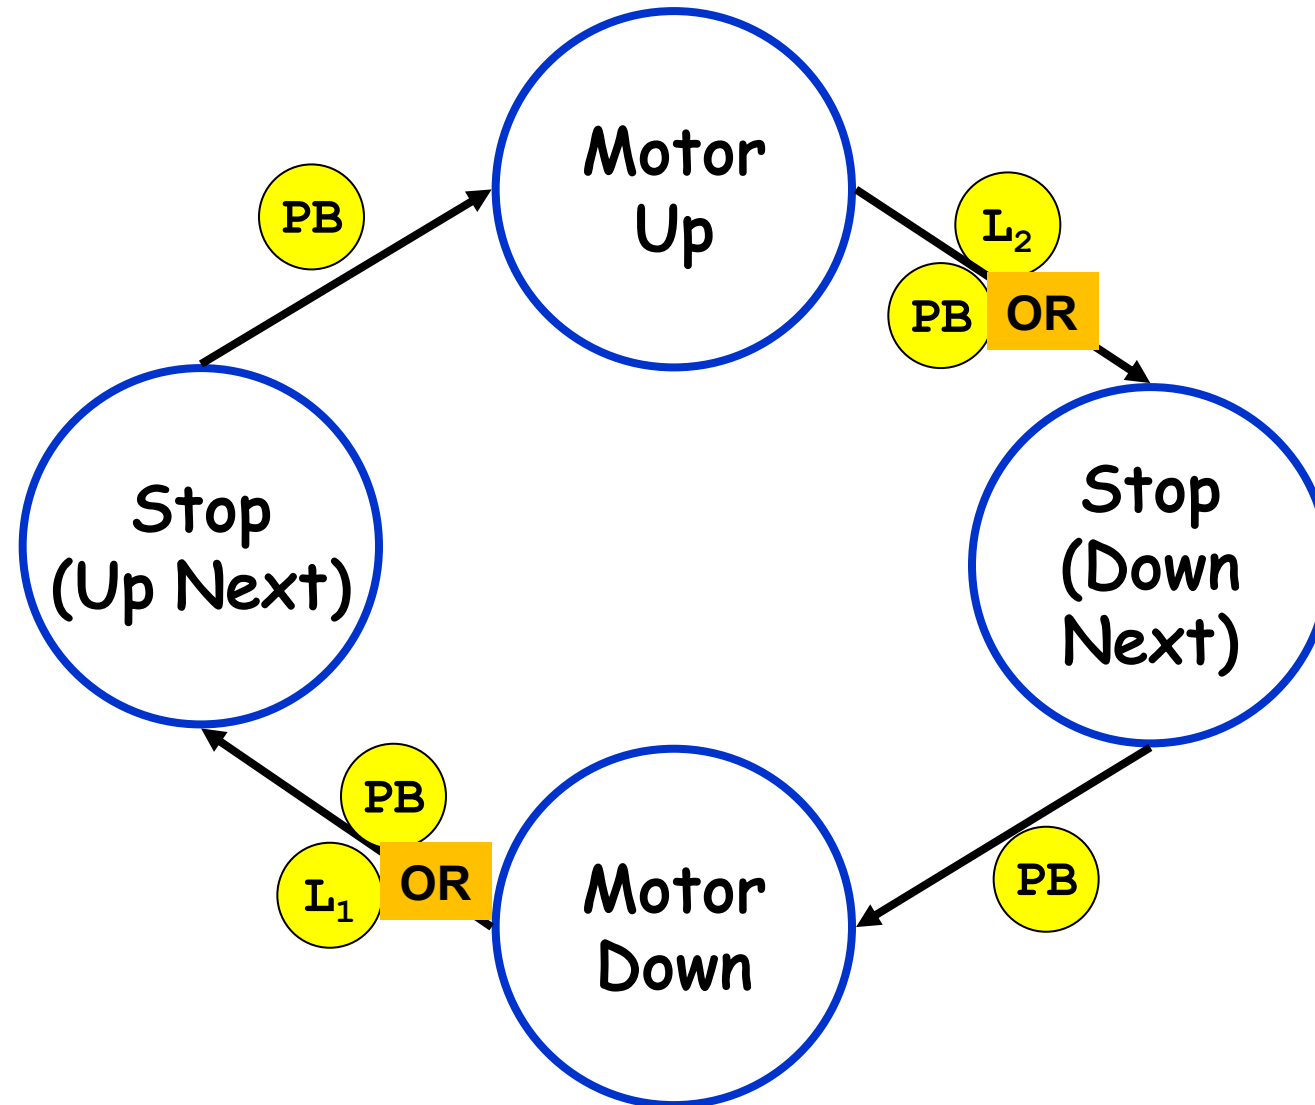 Motor
Up
PB
L₂
PB
OR
Stop
(Up Next)
Stop
(Down
Next)
PB
L₁
OR
Motor
Down
PB